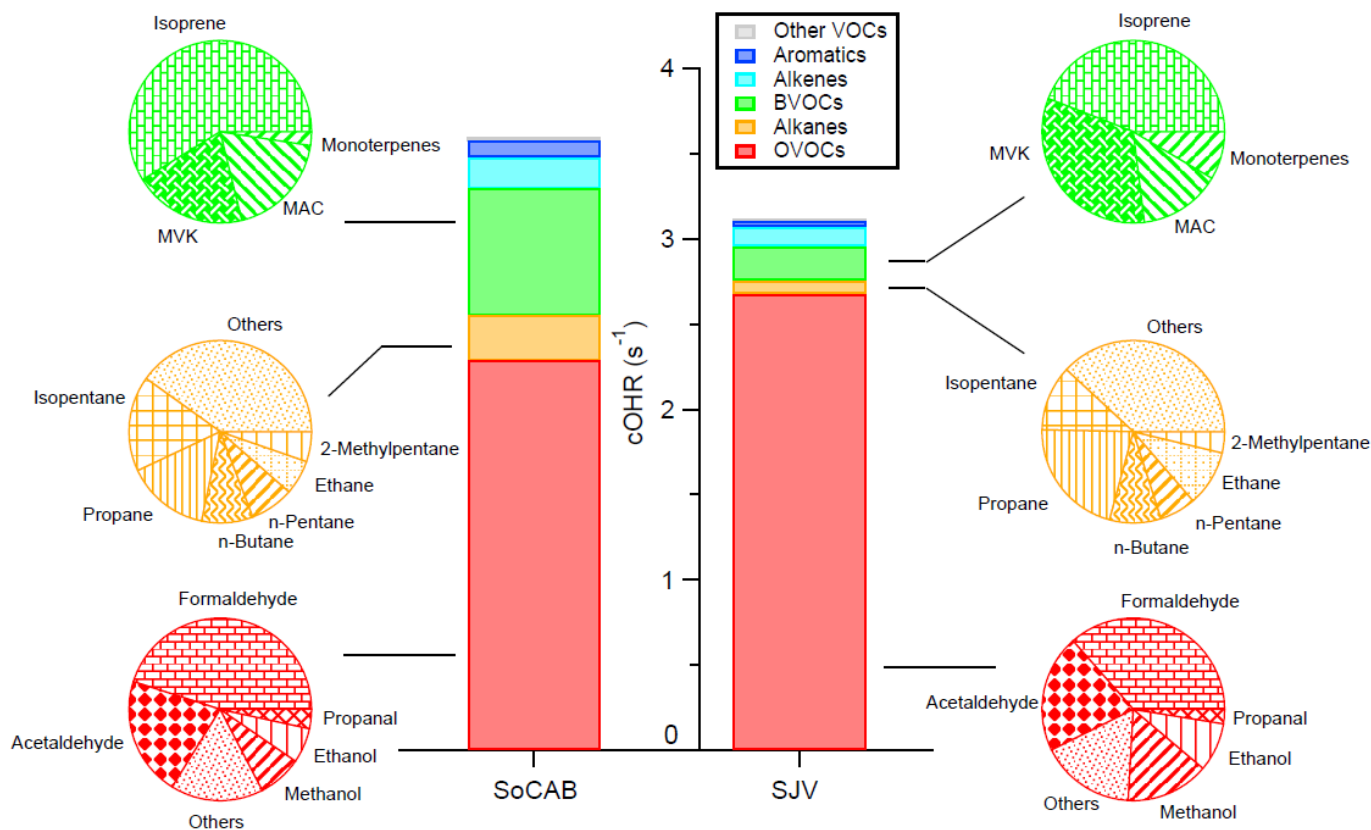 Isoprene
Monoterpenes
MAC
MVK
Others
Isopentane
2-Methylpentane
Ethane
Propane
n-Pentane
n-Butane
Formaldehyde
Propanal
Acetaldehyde
Ethanol
Methanol
Others
Other VOCs
Aromatics
Alkenes
BVOCs
Alkanes
OVOCs
4
3
2
1
0
cOHR (s⁻¹)
SoCAB
SJV
Isoprene
MVK
Monoterpenes
MAC
Others
Isopentane
2-Methylpentane
Ethane
Propane
n-Pentane
n-Butane
Formaldehyde
Acetaldehyde
Propanal
Ethanol
Others
Methanol